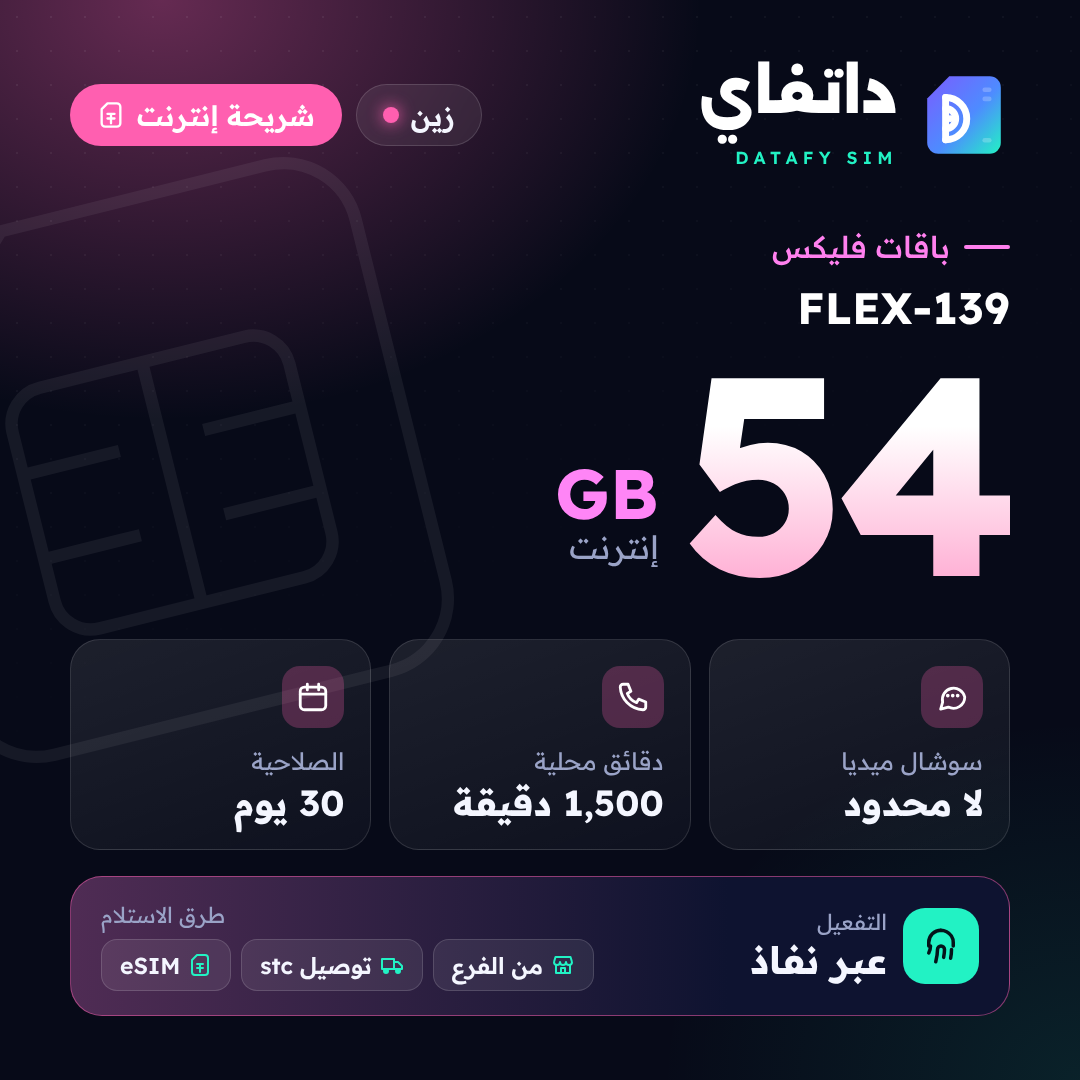 داتفاي
DATAFY SIM
زين
شريحة إنترنت
باقات فليكس
FLEX-139
54
GB
إنترنت
سوشال ميديا
لا محدود
دقائق محلية
1,500 دقيقة
الصلاحية
30 يوم
التفعيل
عبر نفاذ
طرق الاستلام
من الفرع
توصيل stc
eSIM